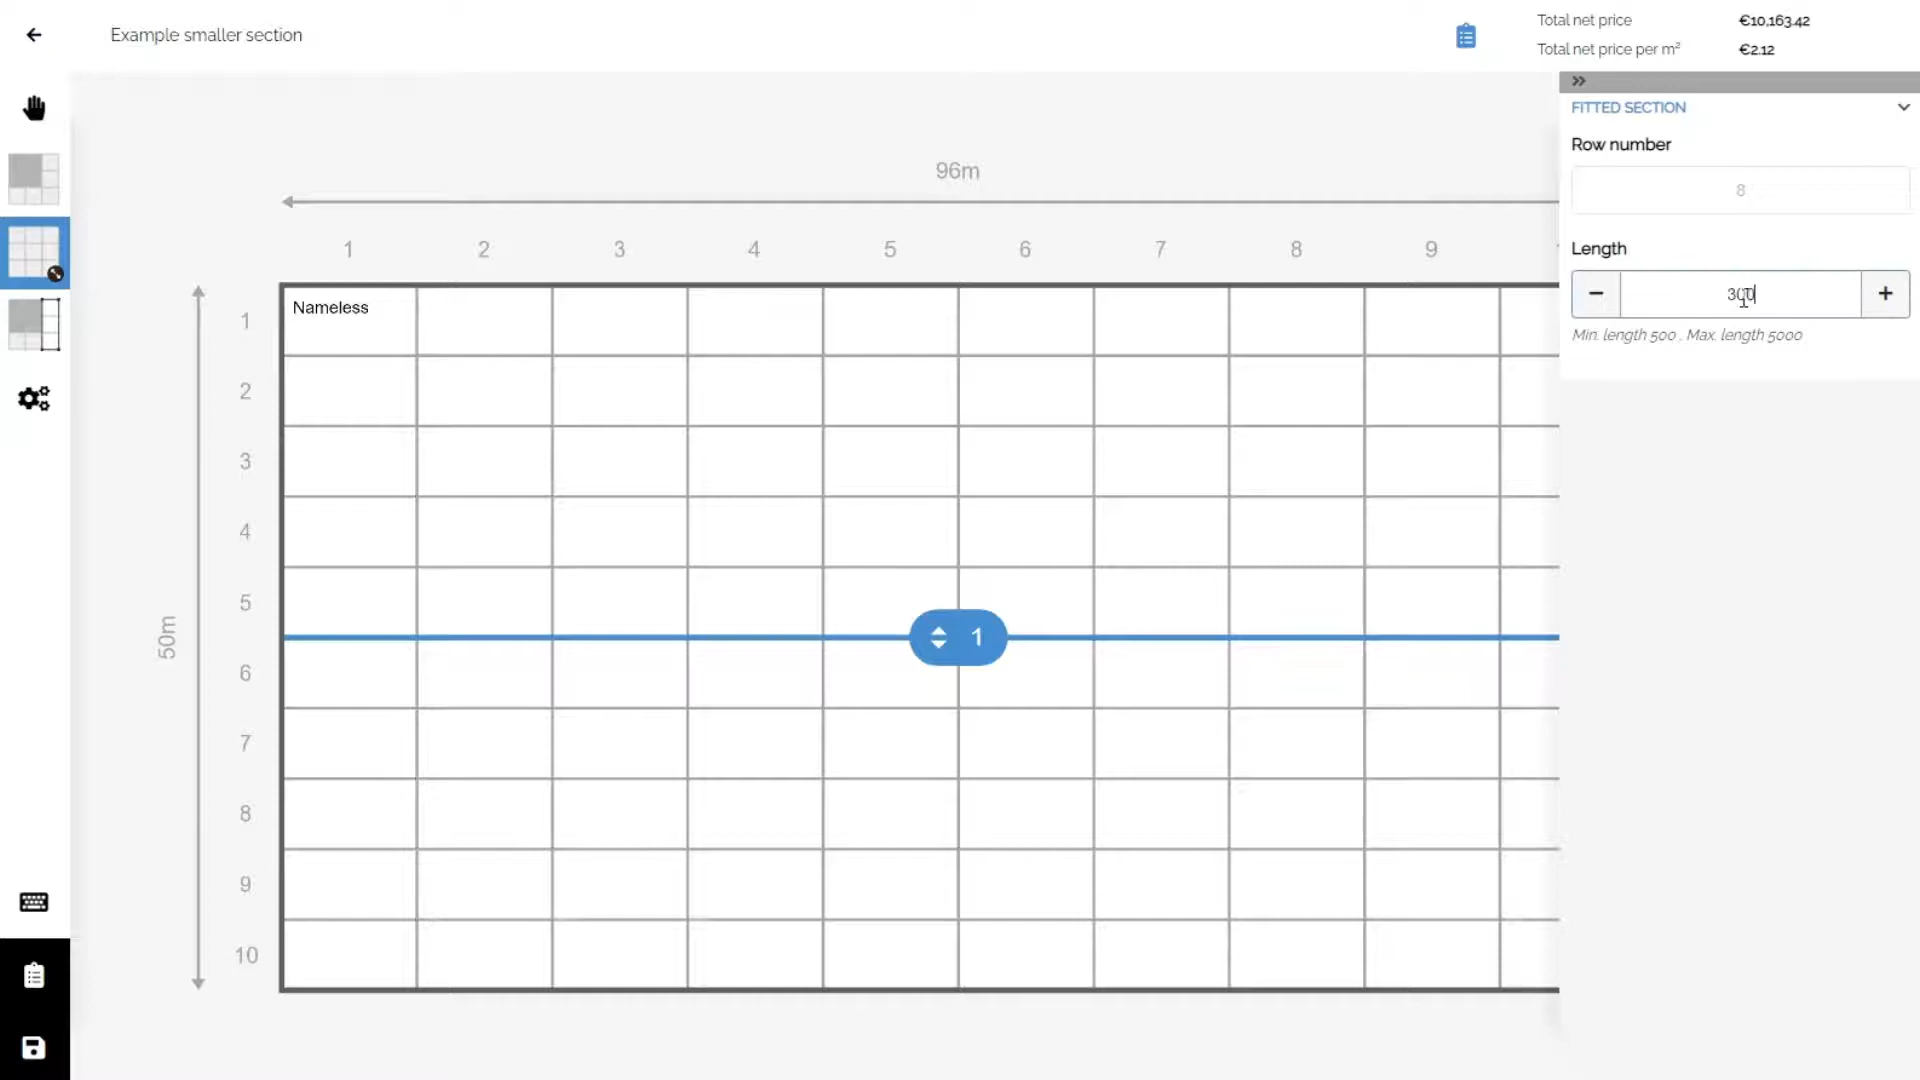 Example smaller section
Total net price €10,163.42
Total net price per m² €2.12
FITTED SECTION
Row number
8
Length
300
Min. length 500 , Max. length 5000
96m
1 2 3 4 5 6 7 8 9
50m
Nameless
1
2
3
4
5
1
6
7
8
9
10